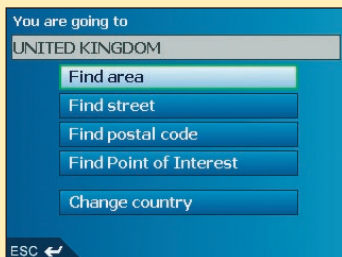 You are going to
UNITED KINGDOM
Find area
Find street
Find postal code
Find Point of Interest
Change country
ESC